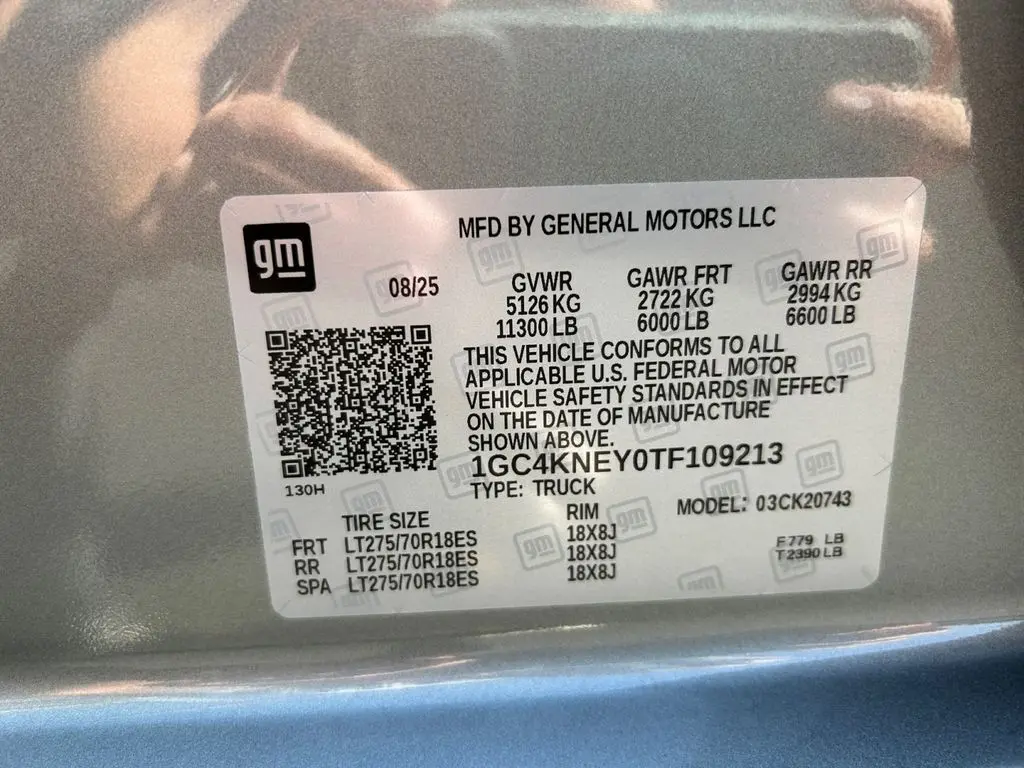 gm
MFD BY GENERAL MOTORS LLC
08/25
GVWR GAWR FRT GAWR RR
5126 KG 2722 KG 2994 KG
11300 LB 6000 LB 6600 LB
THIS VEHICLE CONFORMS TO ALL
APPLICABLE U.S. FEDERAL MOTOR
VEHICLE SAFETY STANDARDS IN EFFECT
ON THE DATE OF MANUFACTURE
SHOWN ABOVE.
1GC4KNEY0TF109213
130H
TYPE: TRUCK
MODEL: 03CK20743
TIRE SIZE RIM
FRT LT275/70R18ES 18X8J
RR LT275/70R18ES 18X8J
SPA LT275/70R18ES 18X8J
F 779 LB
T 2390 LB